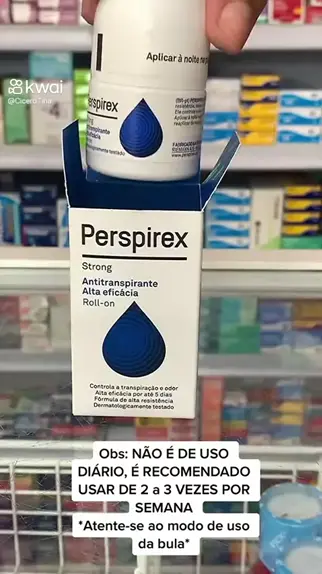 kwai
Aplicar à noite na
Perspirex
Perspirex
Strong
Antitranspirante
Alta eficácia
Roll-on
Controla a transpiração e odor
Alta eficácia por até 5 dias
Fórmula de alta resistência
Dermatologicamente testado
Obs: NÃO É DE USO
DIÁRIO, É RECOMENDADO
USAR DE 2 a 3 VEZES POR
SEMANA
*Atente-se ao modo de uso
da bula*